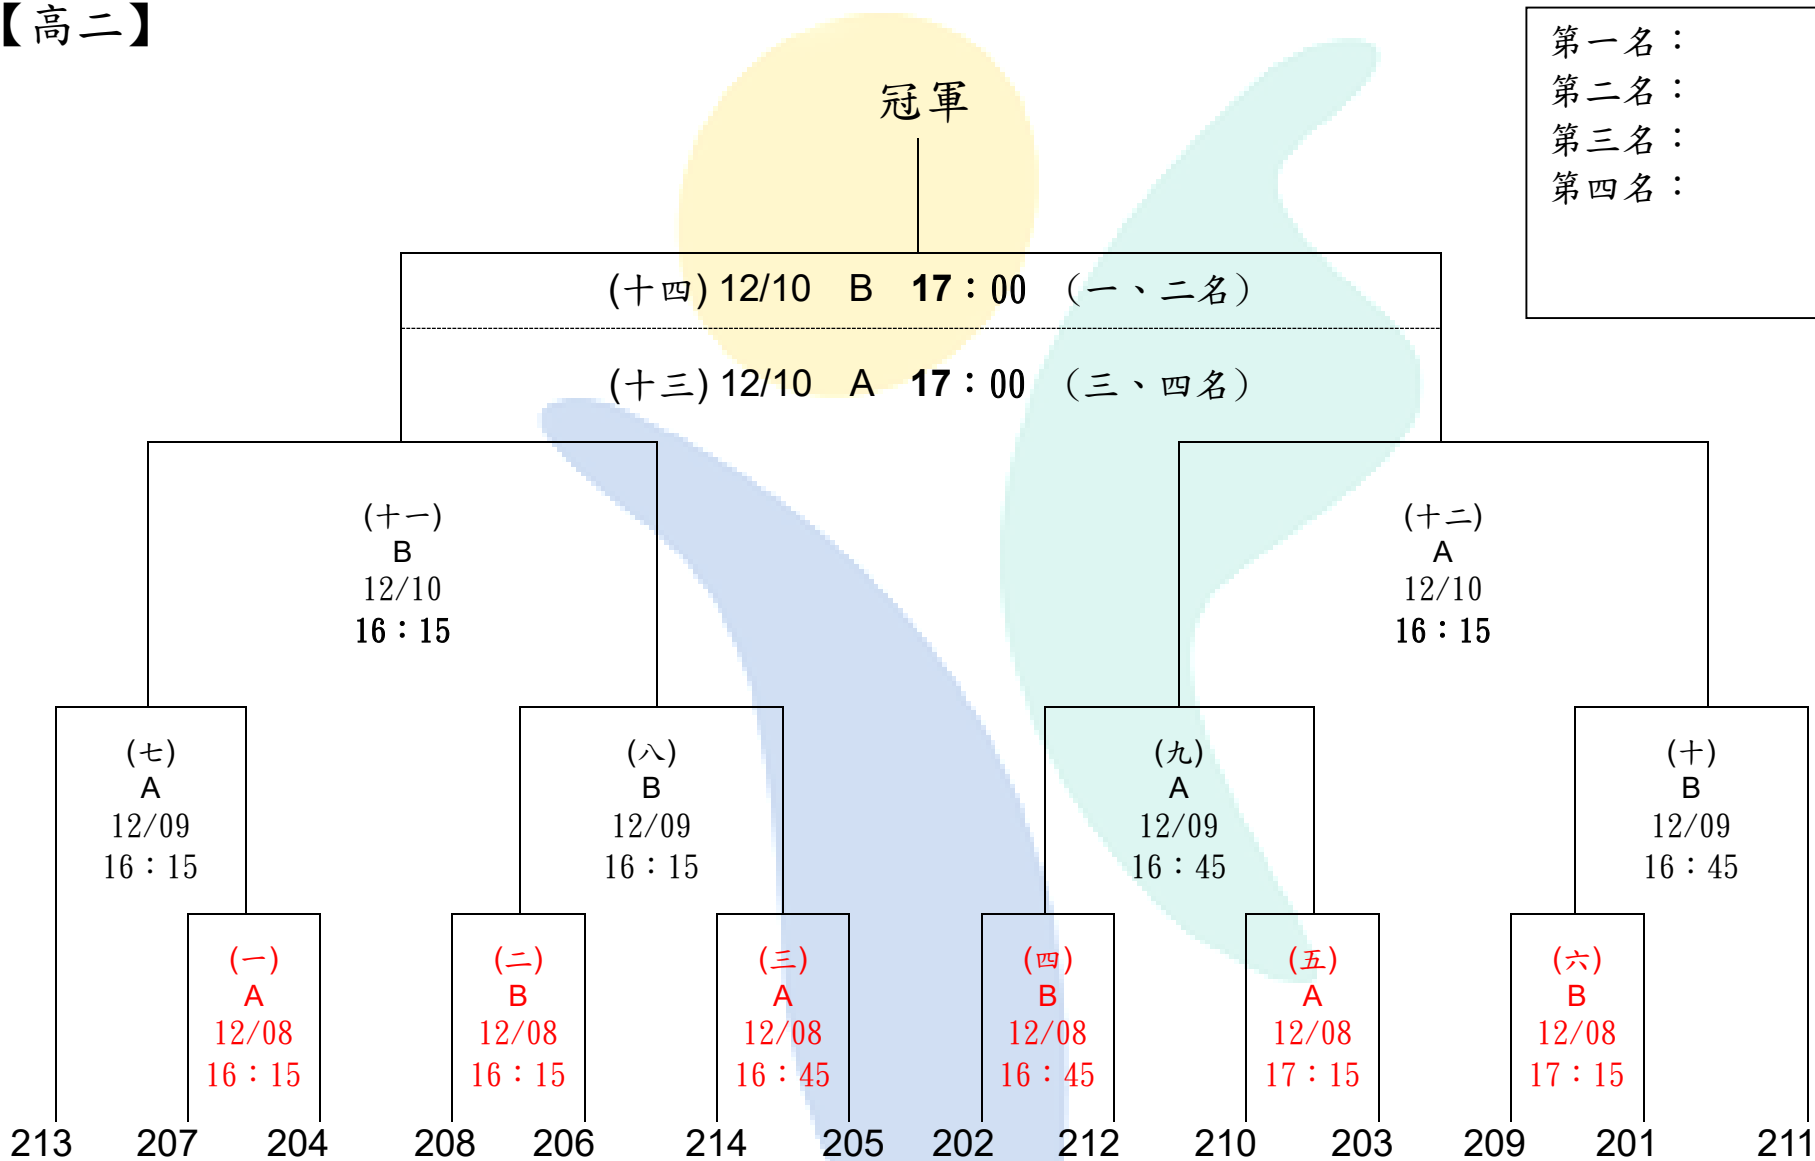 【高二】
第一名：
第二名：
第三名：
第四名：
冠軍
(十四) 12/10 B 17：00 （一、二名）
(十三) 12/10 A 17：00 （三、四名）
(十一)
B
12/10
16：15
(十二)
A
12/10
16：15
(七)
A
12/09
16：15
(八)
B
12/09
16：15
(九)
A
12/09
16：45
(十)
B
12/09
16：45
(一)
A
12/08
16：15
(二)
B
12/08
16：15
(三)
A
12/08
16：45
(四)
B
12/08
16：45
(五)
A
12/08
17：15
(六)
B
12/08
17：15
213 207 204 208 206 214 205 202 212 210 203 209 201 211